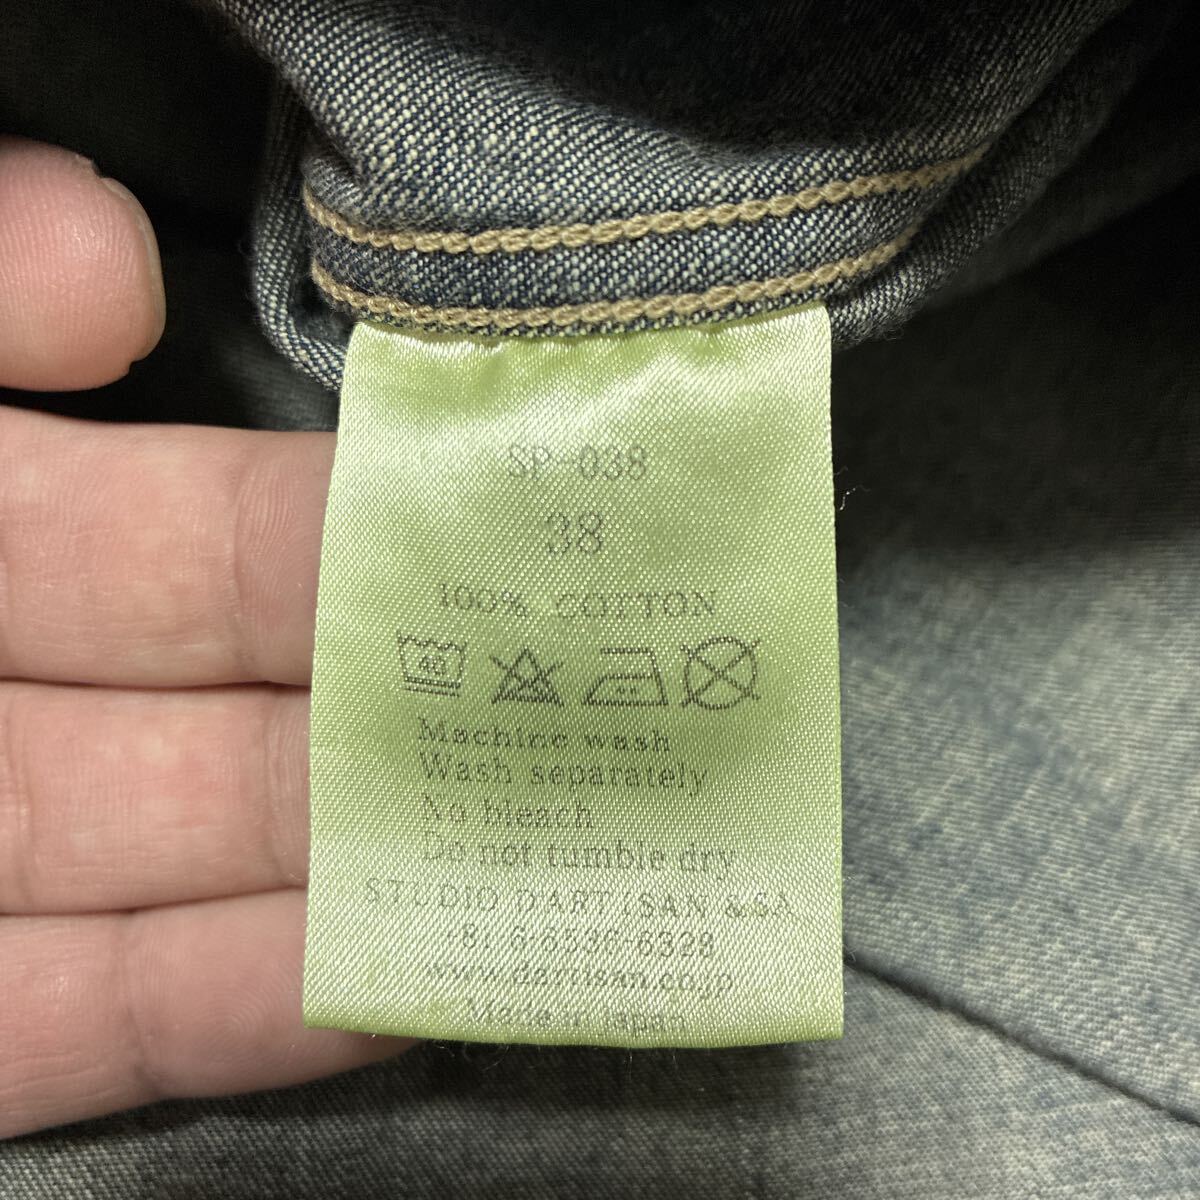 SP-038
38
100% COTTON
40
Machine wash
Wash separately
No bleach
Do not tumble dry
STUDIO D'ARTISAN &SA
+81 6-6536-6328
www.dartisan.co.jp
Made in japan